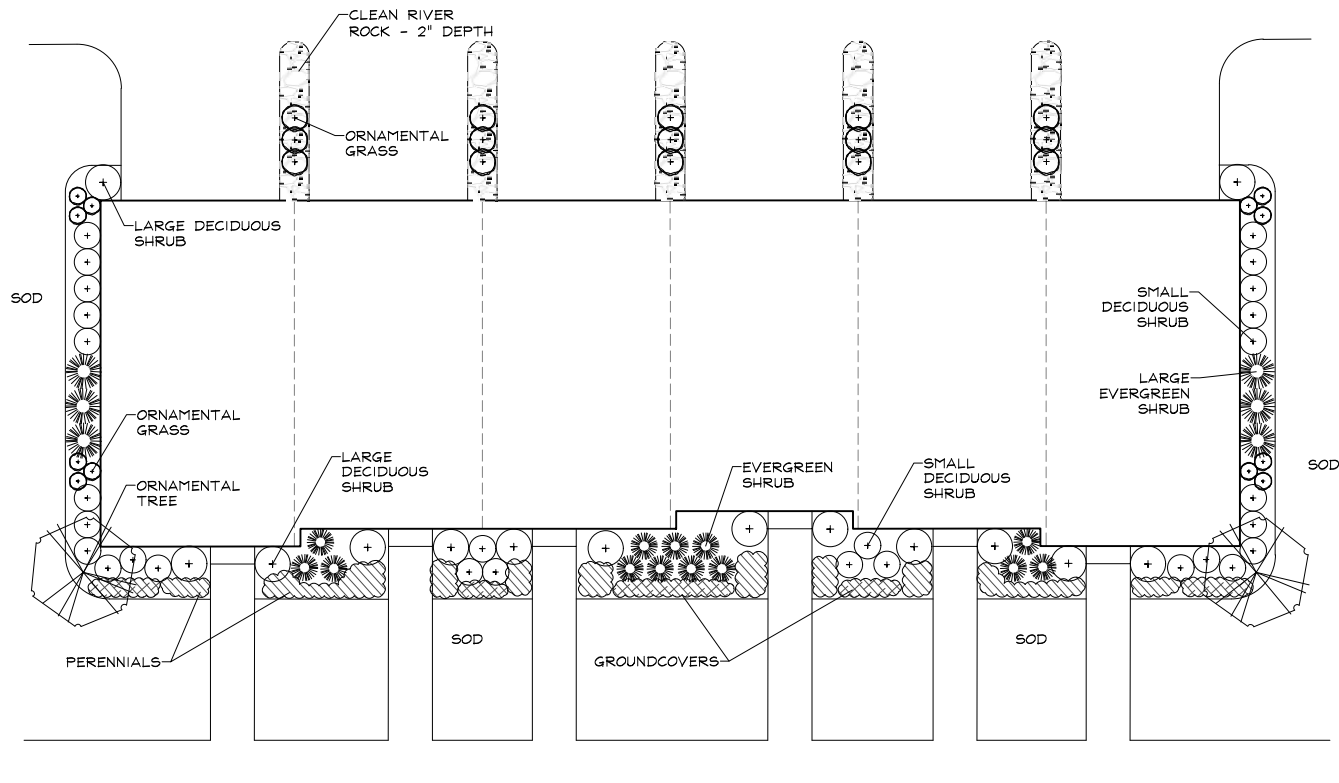 CLEAN RIVER
ROCK - 2" DEPTH
ORNAMENTAL
GRASS
LARGE DECIDUOUS
SHRUB
SOD
SMALL
DECIDUOUS
SHRUB
LARGE
EVERGREEN
SHRUB
ORNAMENTAL
GRASS
ORNAMENTAL
TREE
LARGE
DECIDUOUS
SHRUB
EVERGREEN
SHRUB
SMALL
DECIDUOUS
SHRUB
SOD
SOD
SOD
PERENNIALS
GROUNDCOVERS